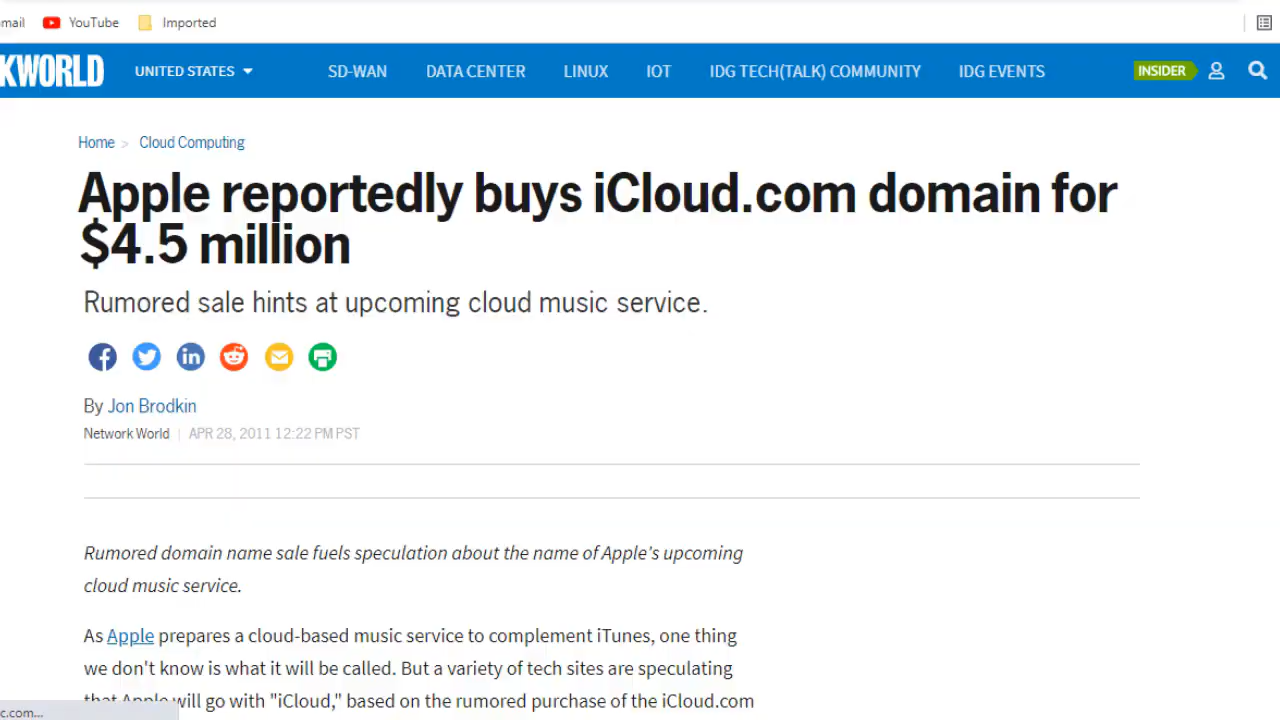 mail YouTube Imported
KWORLD UNITED STATES SD-WAN DATA CENTER LINUX IOT IDG TECH(TALK) COMMUNITY IDG EVENTS INSIDER
Home > Cloud Computing
Apple reportedly buys iCloud.com domain for
$4.5 million
Rumored sale hints at upcoming cloud music service.
By Jon Brodkin
Network World | APR 28, 2011 12:22 PM PST
Rumored domain name sale fuels speculation about the name of Apple's upcoming
cloud music service.
As Apple prepares a cloud-based music service to complement iTunes, one thing
we don't know is what it will be called. But a variety of tech sites are speculating
that Apple will go with "iCloud," based on the rumored purchase of the iCloud.com
c.com...